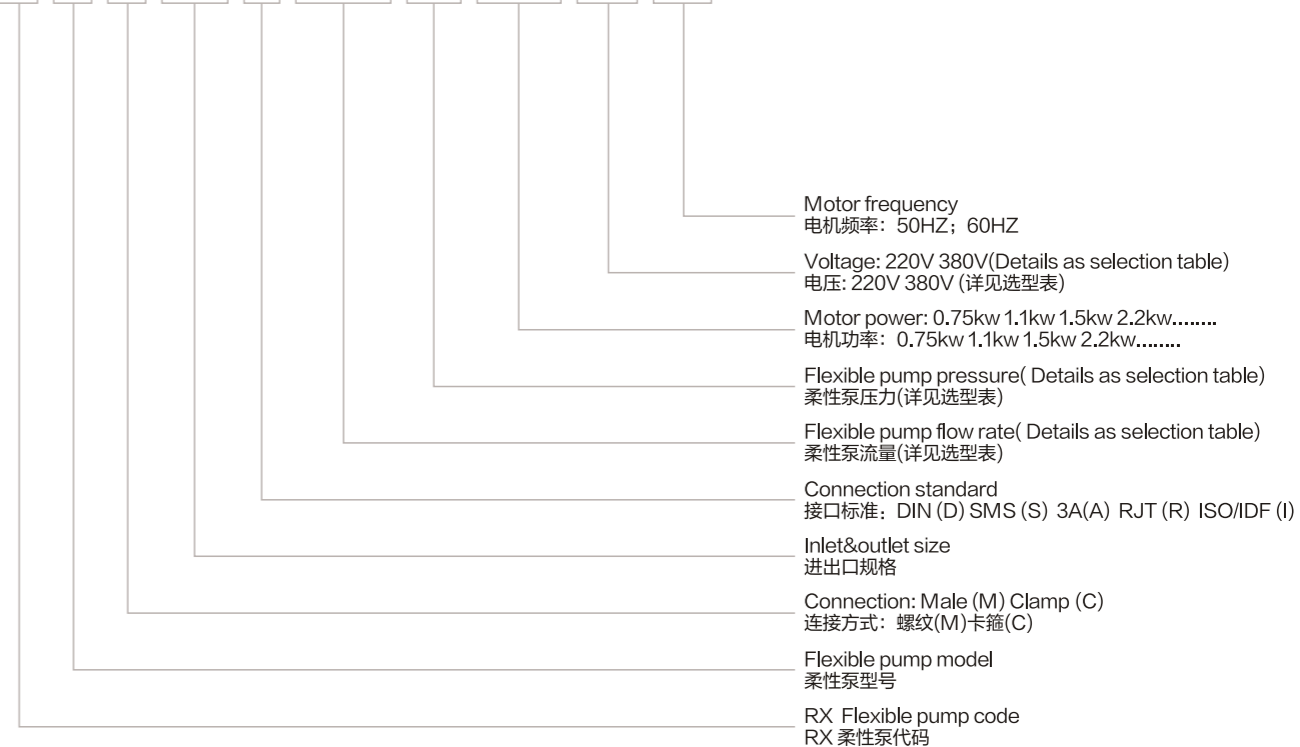 Motor frequency
电机频率：50HZ；60HZ
Voltage: 220V 380V(Details as selection table)
电压: 220V 380V (详见选型表)
Motor power: 0.75kw 1.1kw 1.5kw 2.2kw........
电机功率：0.75kw 1.1kw 1.5kw 2.2kw........
Flexible pump pressure( Details as selection table)
柔性泵压力(详见选型表)
Flexible pump flow rate( Details as selection table)
柔性泵流量(详见选型表)
Connection standard
接口标准：DIN (D) SMS (S) 3A(A) RJT (R) ISO/IDF (I)
Inlet&outlet size
进出口规格
Connection: Male (M) Clamp (C)
连接方式：螺纹(M)卡箍(C)
Flexible pump model
柔性泵型号
RX Flexible pump code
RX 柔性泵代码